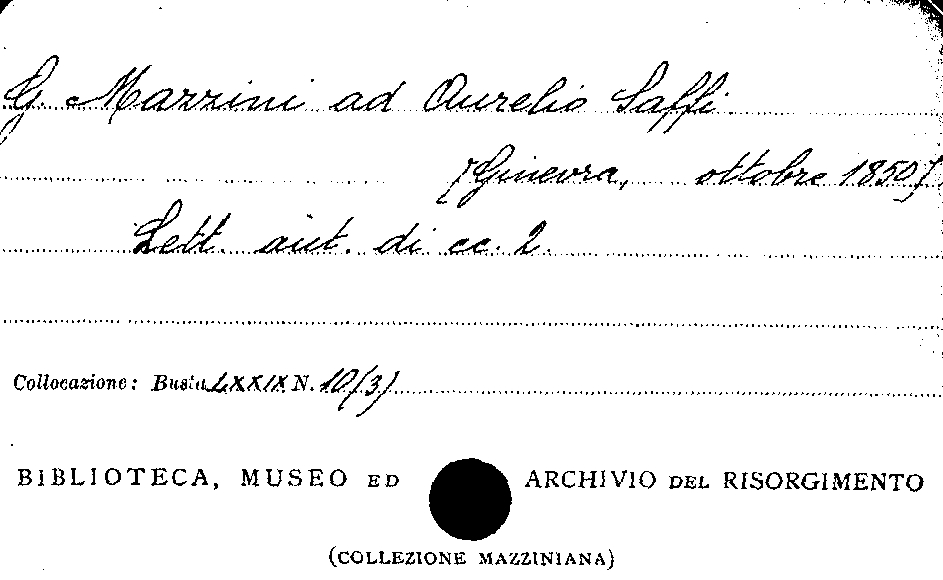 G. Mazzini ad Aurelio Saffi.
[Ginevra, ottobre 1850]
Lett. aut. di cc. 2.
Collocazione: Busta LXXIX N. 10(3)
BIBLIOTECA, MUSEO ED ARCHIVIO DEL RISORGIMENTO
(COLLEZIONE MAZZINIANA)